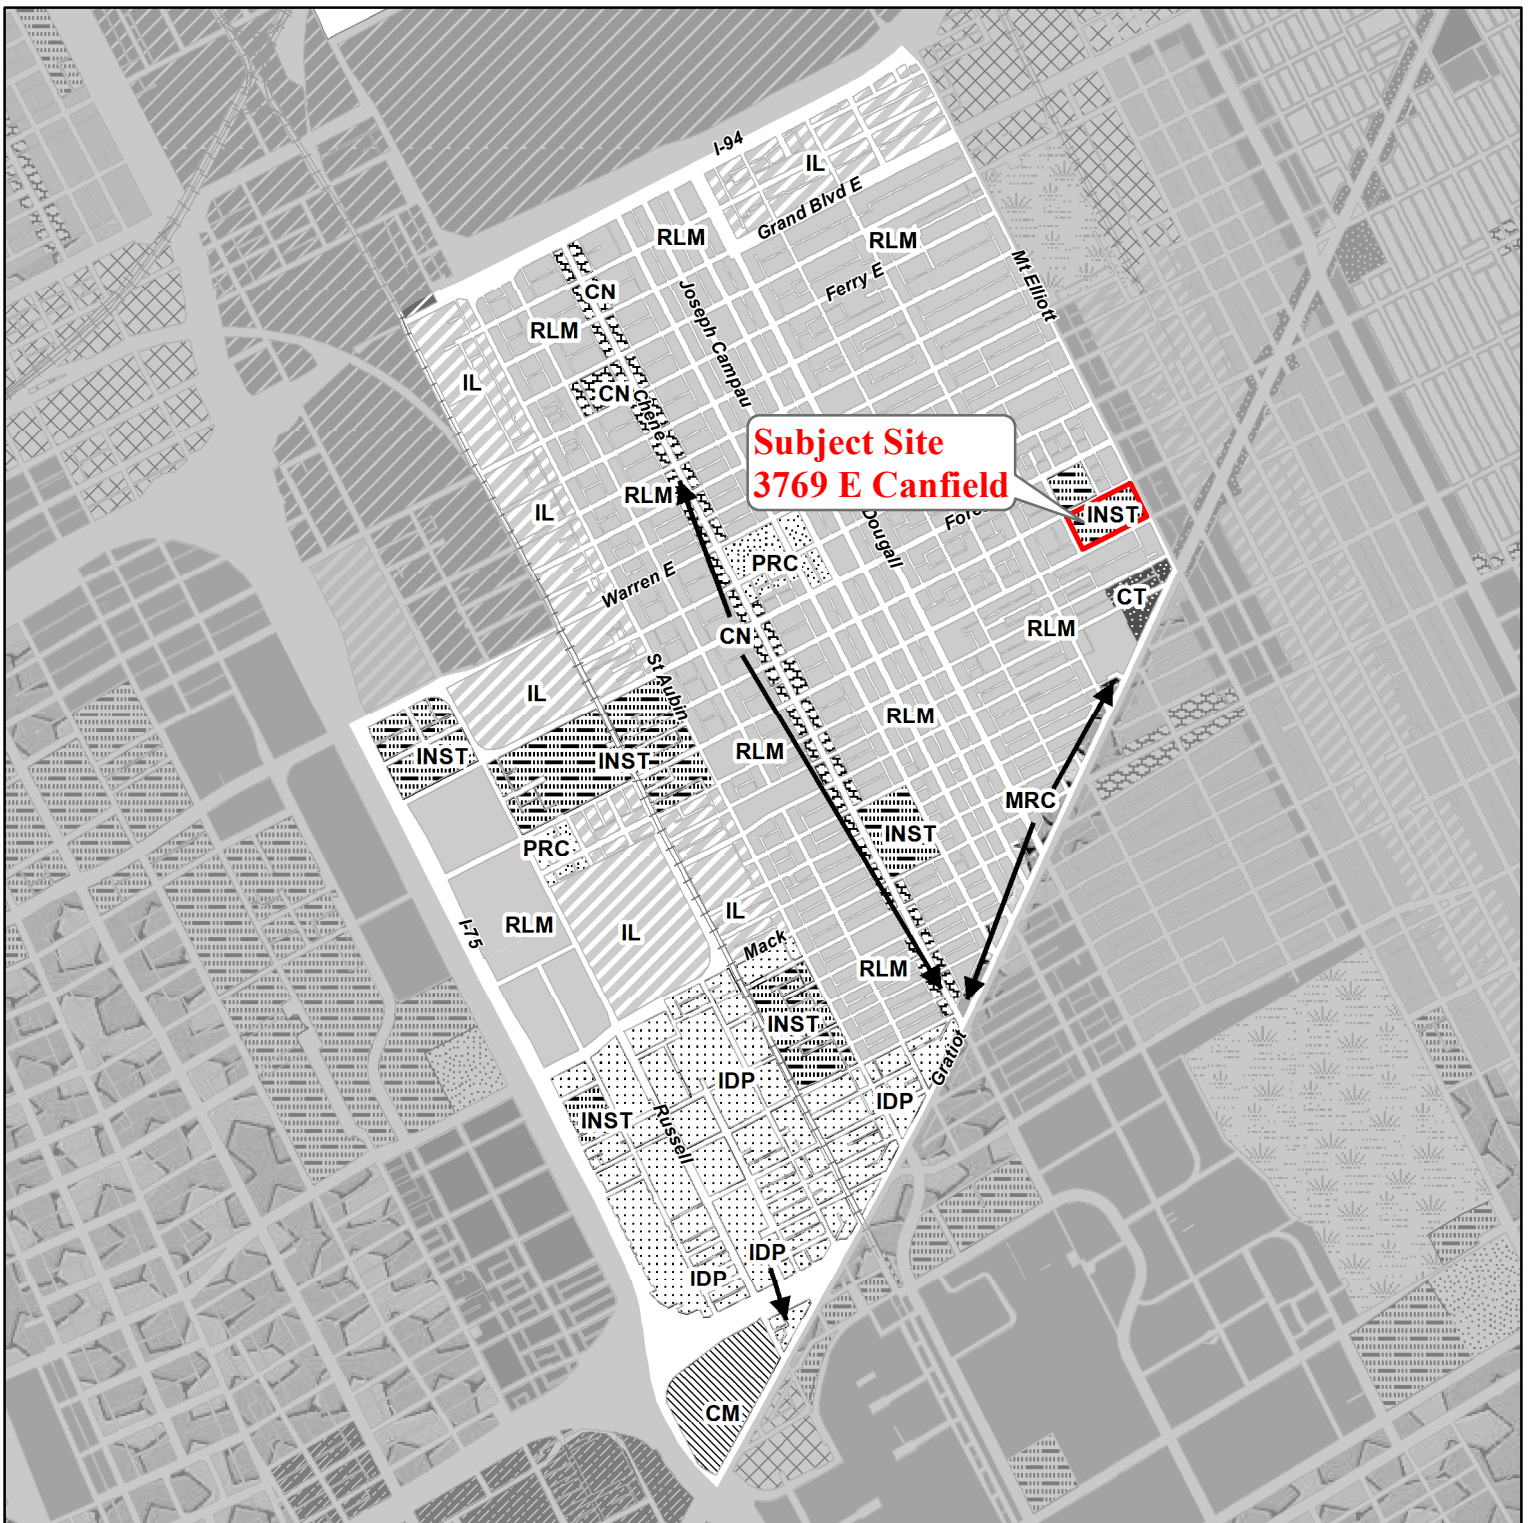 I-94
IL
Grand Blvd E
RLM
RLM
Mt Elliott
Ferry E
CN
Joseph Campau
RLM
IL
CN
Chene
Subject Site
3769 E Canfield
RLM
IL
Dougall
INST
PRC
Warren E
CT
CN
RLM
St Aubin
IL
RLM
INST
INST
RLM
MRC
INST
PRC
IL
RLM
I-75
IL
Mack
RLM
INST
Gratiot
IDP
IDP
INST
Russell
IDP
IDP
CM